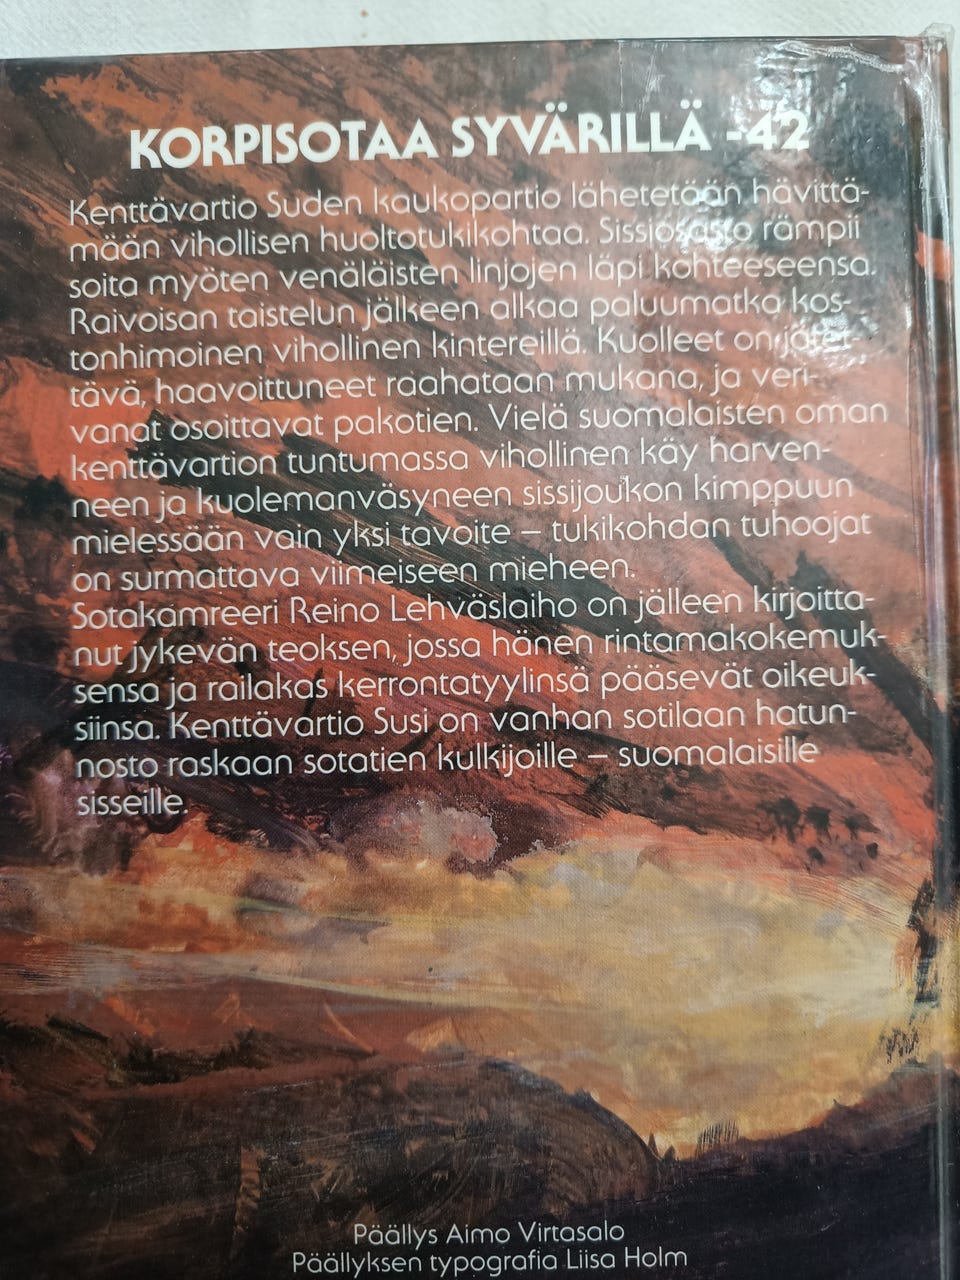 KORPISOTAA SYVÄRILLÄ -42
Kenttävartio Suden kaukopartio lähetetään hävittä-
mään vihollisen huoltotukikohtaa. Sissiosasto rämpii
soita myöten venäläisten linjojen läpi kohteeseensa.
Raivoisan taistelun jälkeen alkaa paluumatka kos-
tonhimoinen vihollinen kintereillä. Kuolleet on jätet-
tävä, haavoittuneet raahataan mukana, ja veri-
vanat osoittavat pakotien. Vielä suomalaisten oman
kenttävartion tuntumassa vihollinen käy harven-
neen ja kuolemanväsyneen sissijoukon kimppuun
mielessään vain yksi tavoite – tukikohdan tuhoojat
on surmattava viimeiseen mieheen.
Sotakamreeri Reino Lehväslaiho on jälleen kirjoitta-
nut jykevän teoksen, jossa hänen rintamakokemuk-
sensa ja railakas kerrontatyylinsä pääsevät oikeuk-
siinsa. Kenttävartio Susi on vanhan sotilaan hatun-
nosto raskaan sotatien kulkijoille – suomalaisille
sisseille.
Päällys Aimo Virtasalo
Päällyksen typografia Liisa Holm